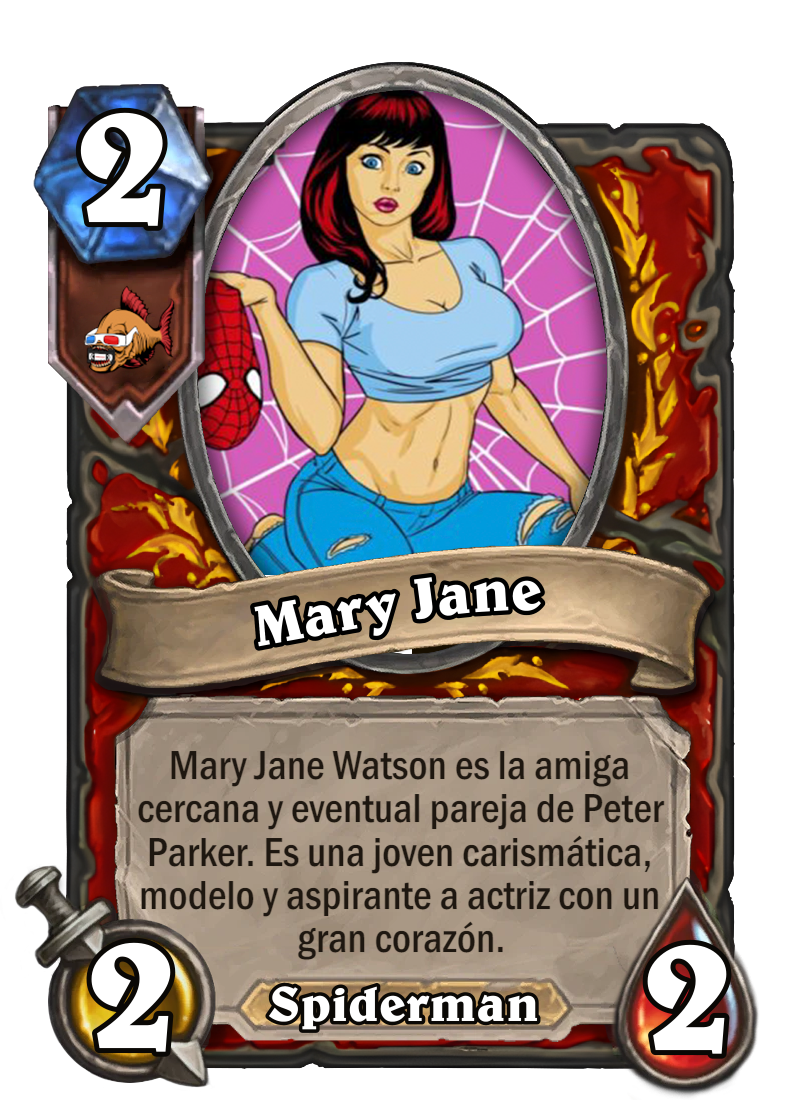 2
Mary Jane
Mary Jane Watson es la amiga
cercana y eventual pareja de Peter
Parker. Es una joven carismática,
modelo y aspirante a actriz con un
gran corazón.
Spiderman
2
2